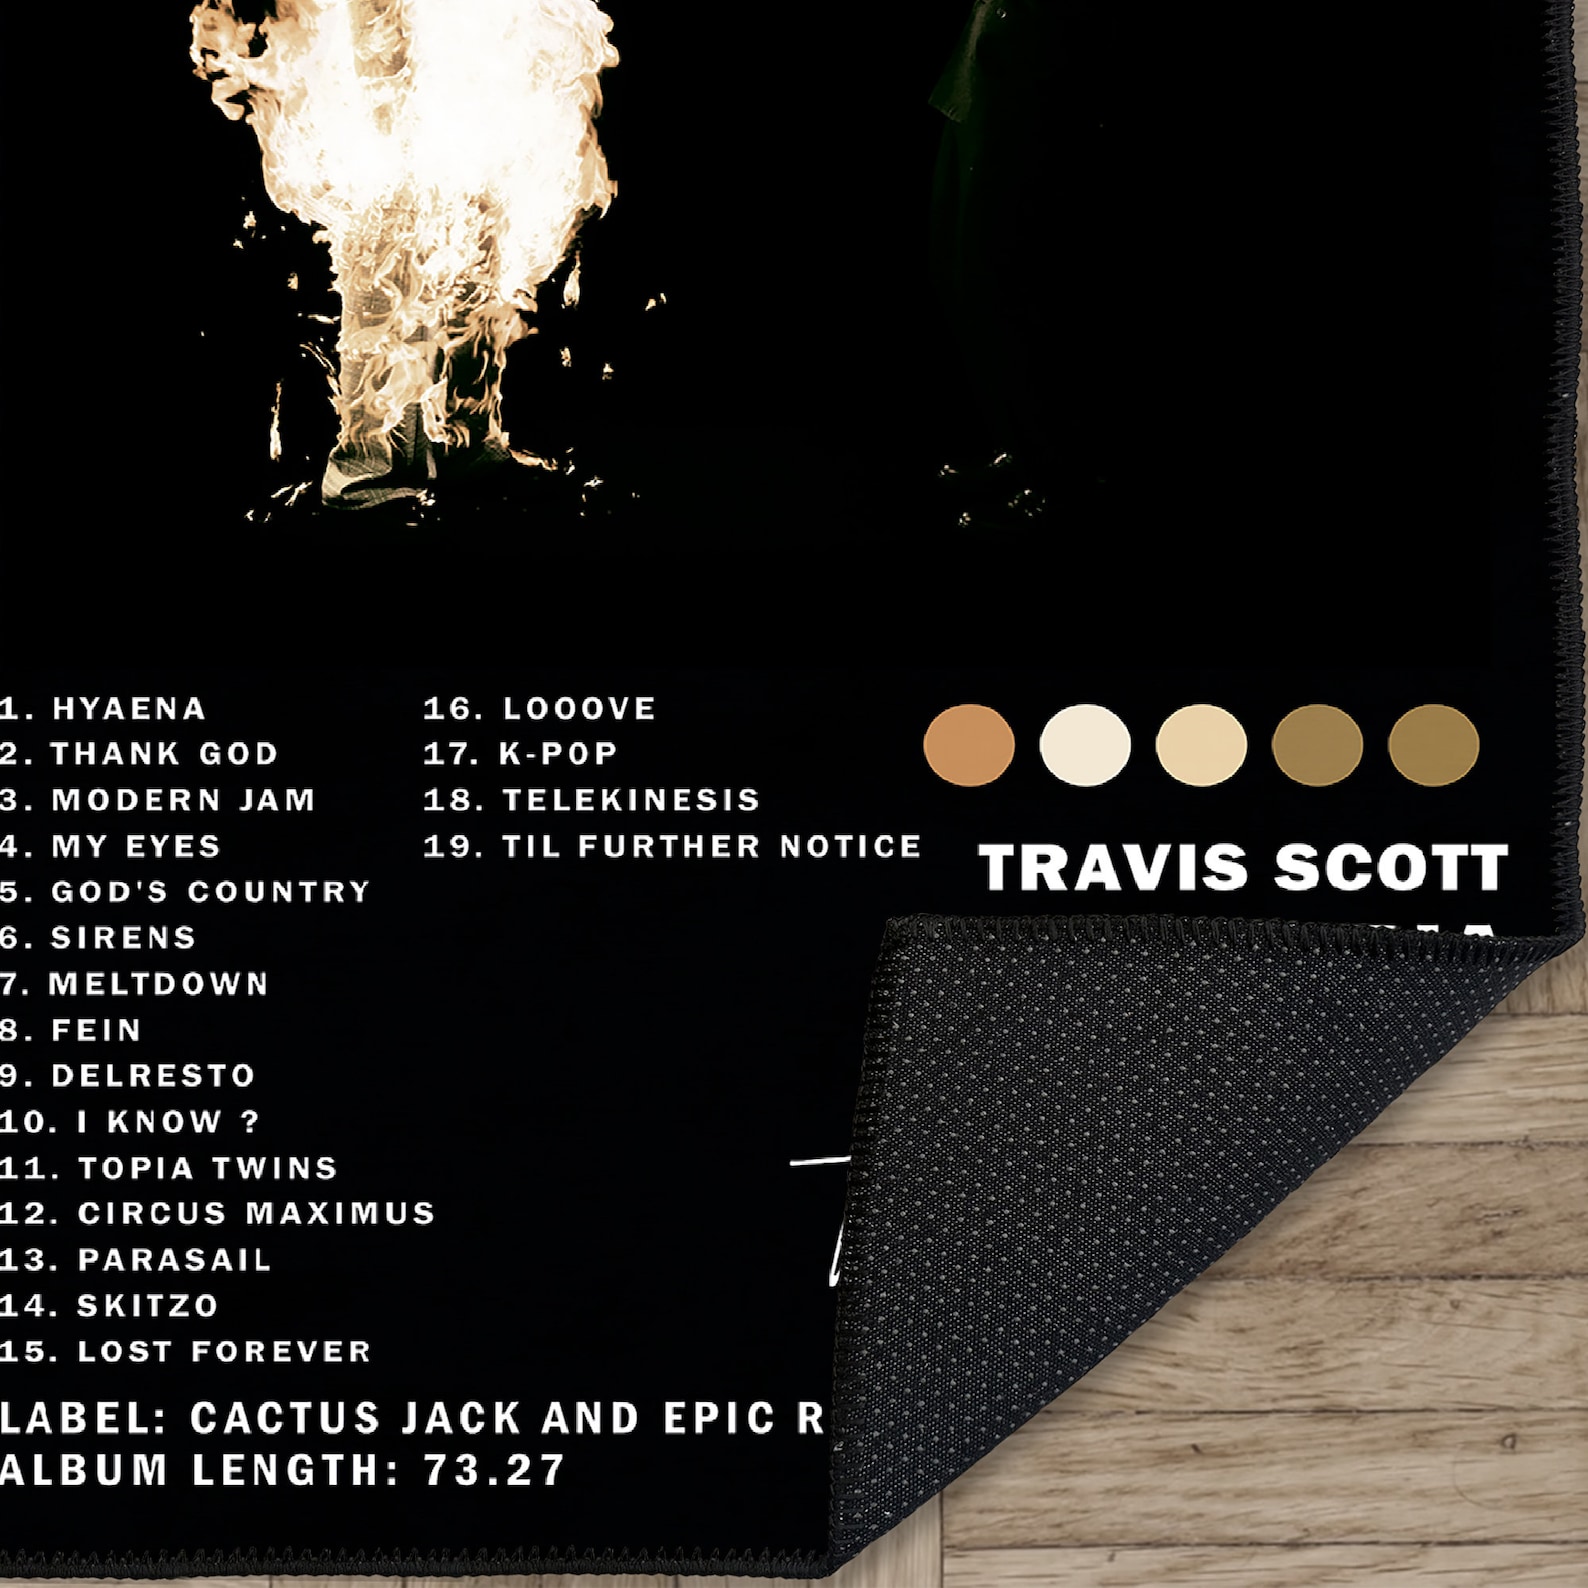 1. HYAENA
2. THANK GOD
3. MODERN JAM
4. MY EYES
5. GOD'S COUNTRY
6. SIRENS
7. MELTDOWN
8. FEIN
9. DELRESTO
10. I KNOW ?
11. TOPIA TWINS
12. CIRCUS MAXIMUS
13. PARASAIL
14. SKITZO
15. LOST FOREVER
16. LOOOVE
17. K-POP
18. TELEKINESIS
19. TIL FURTHER NOTICE
TRAVIS SCOTT
LABEL: CACTUS JACK AND EPIC R
ALBUM LENGTH: 73.27